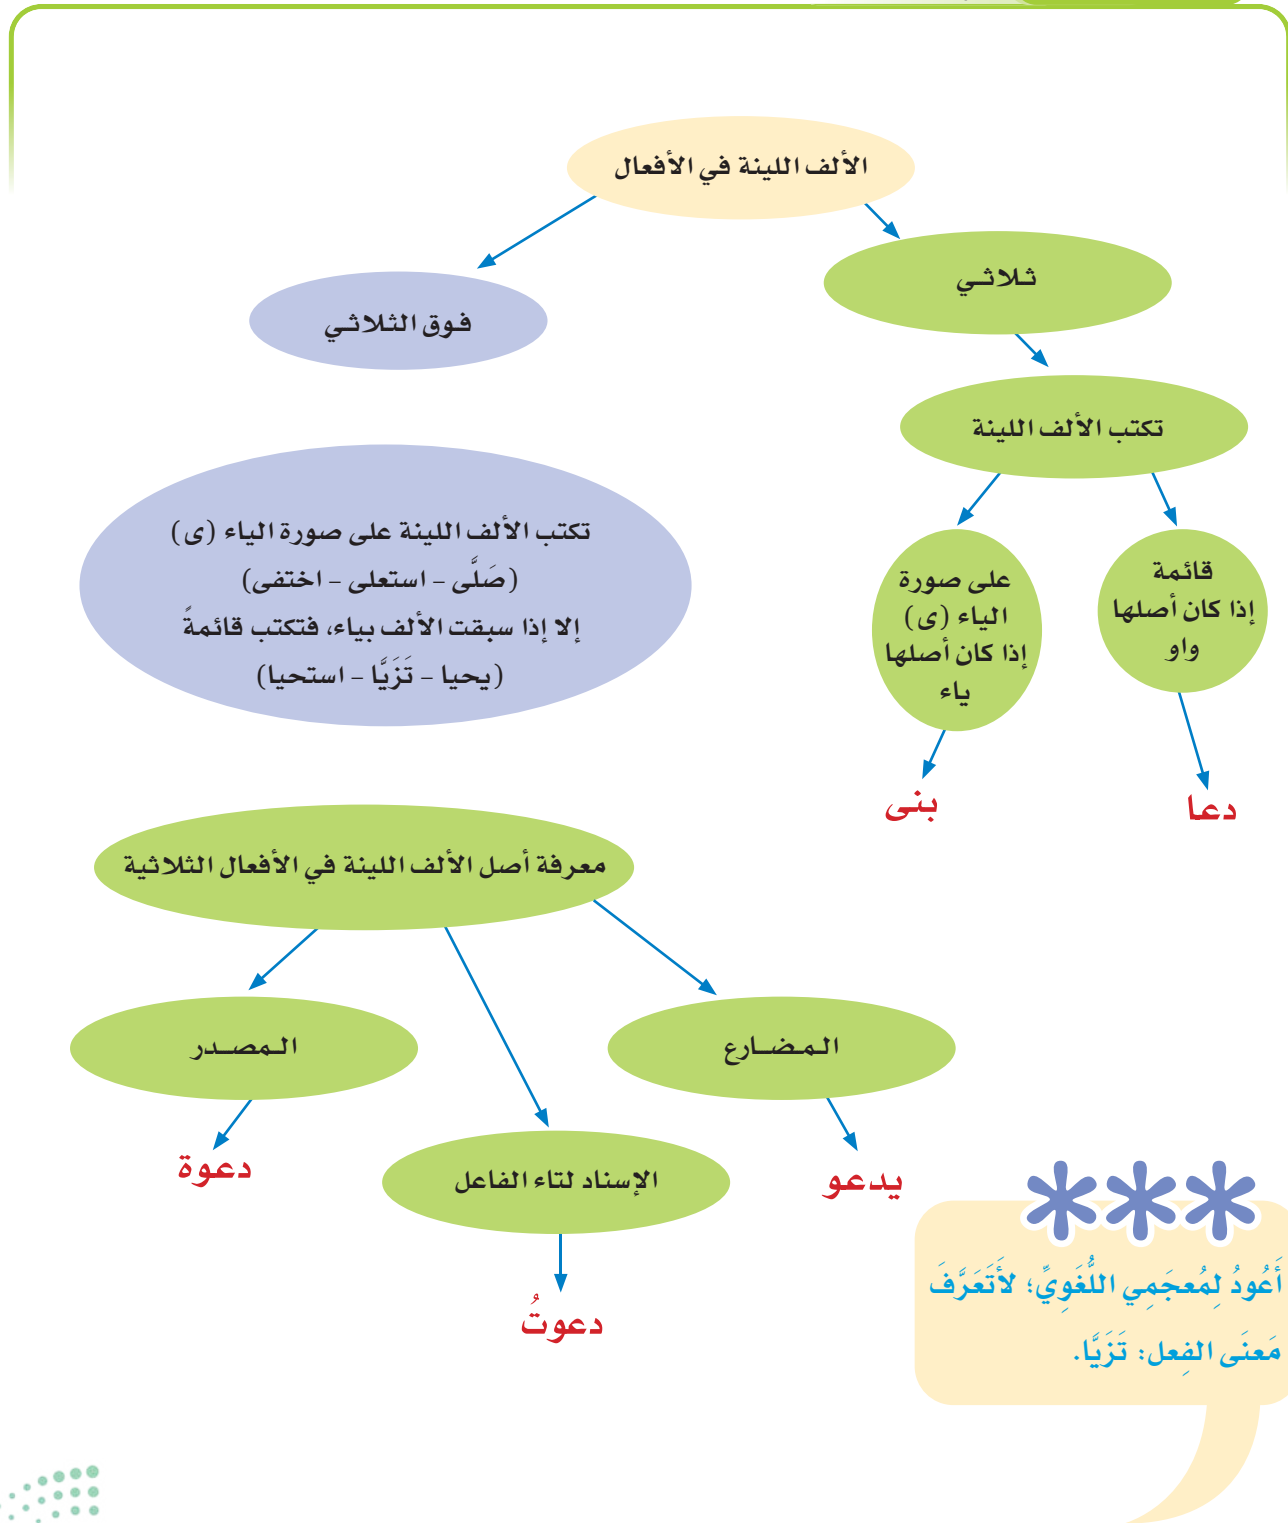 الألف اللينة في الأفعال
ثلاثي
فوق الثلاثي
تكتب الألف اللينة
قائمة
إذا كان أصلها
واو
على صورة
الياء (ى)
إذا كان أصلها
ياء
دعا
بنى
تكتب الألف اللينة على صورة الياء (ى)
(صَلَّى - استعلى - اختفى)
إلا إذا سبقت الألف بياء، فتكتب قائمةً
(يحيا - تَزَيَّا - استحيا)
معرفة أصل الألف اللينة في الأفعال الثلاثية
المضارع
المصدر
الإسناد لتاء الفاعل
يدعو
دعوة
دعوتُ
أَعُودُ لِمُعجَمِي اللُّغَوِيِّ؛ لأَتَعَرَّفَ
مَعنَى الفِعل: تَزَيَّا.